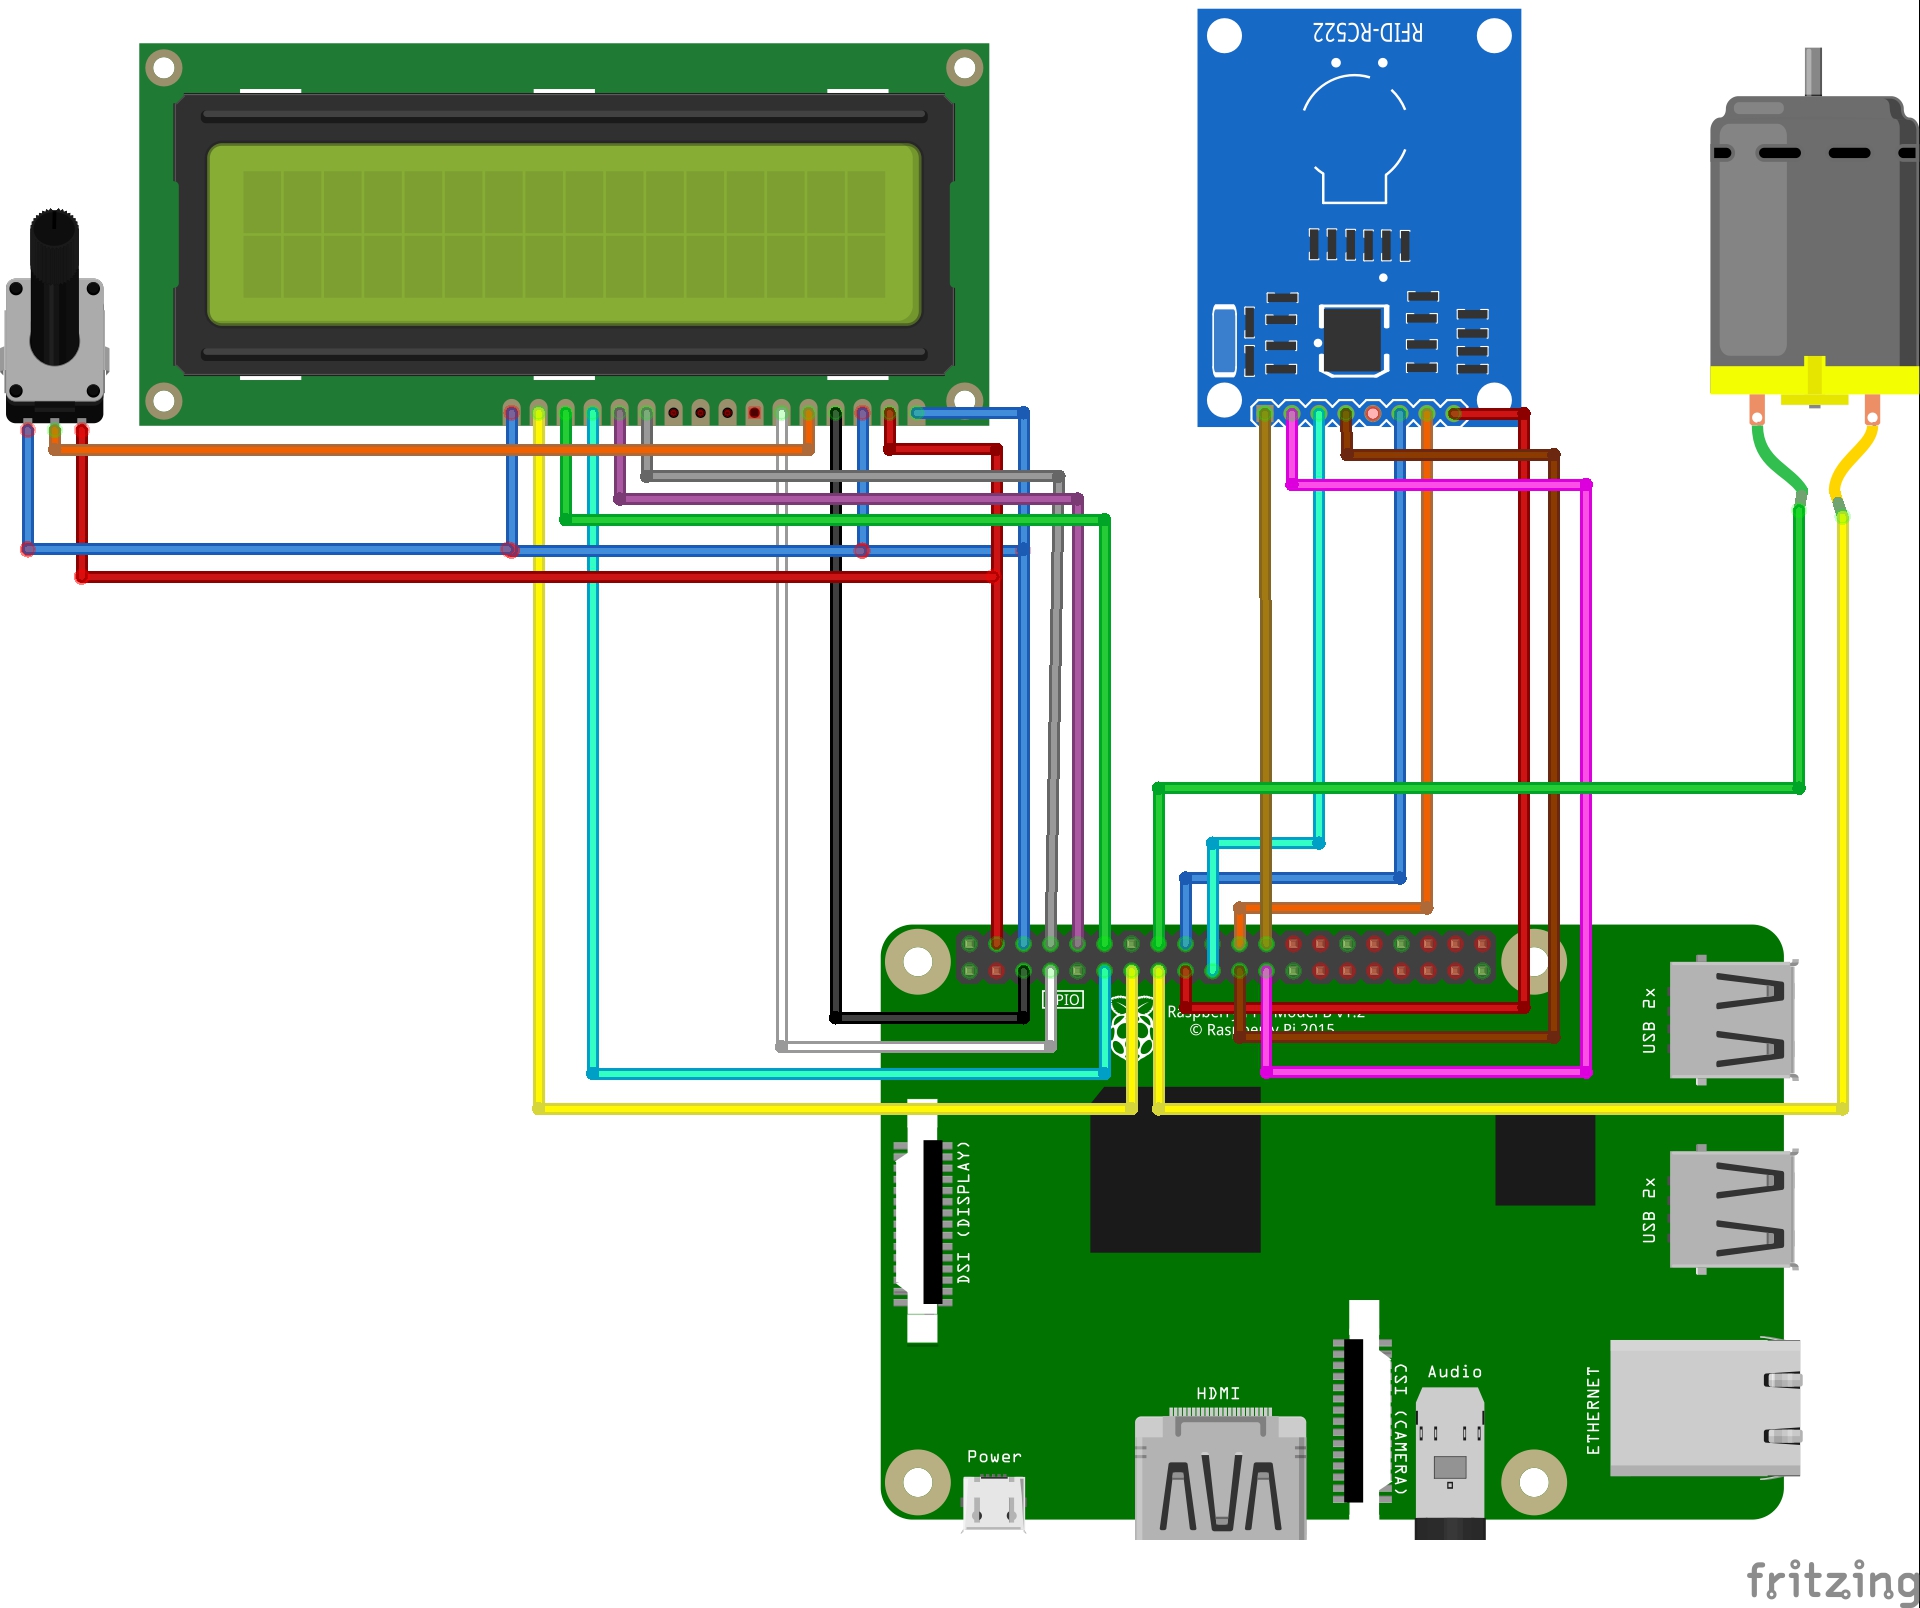 RFID-RC522
GPIO
Raspberry Pi 3 Model B v1.2
© Raspberry Pi 2015
USB 2x
USB 2x
DSI (DISPLAY)
Power
HDMI
CSI (CAMERA)
Audio
ETHERNET
fritzing